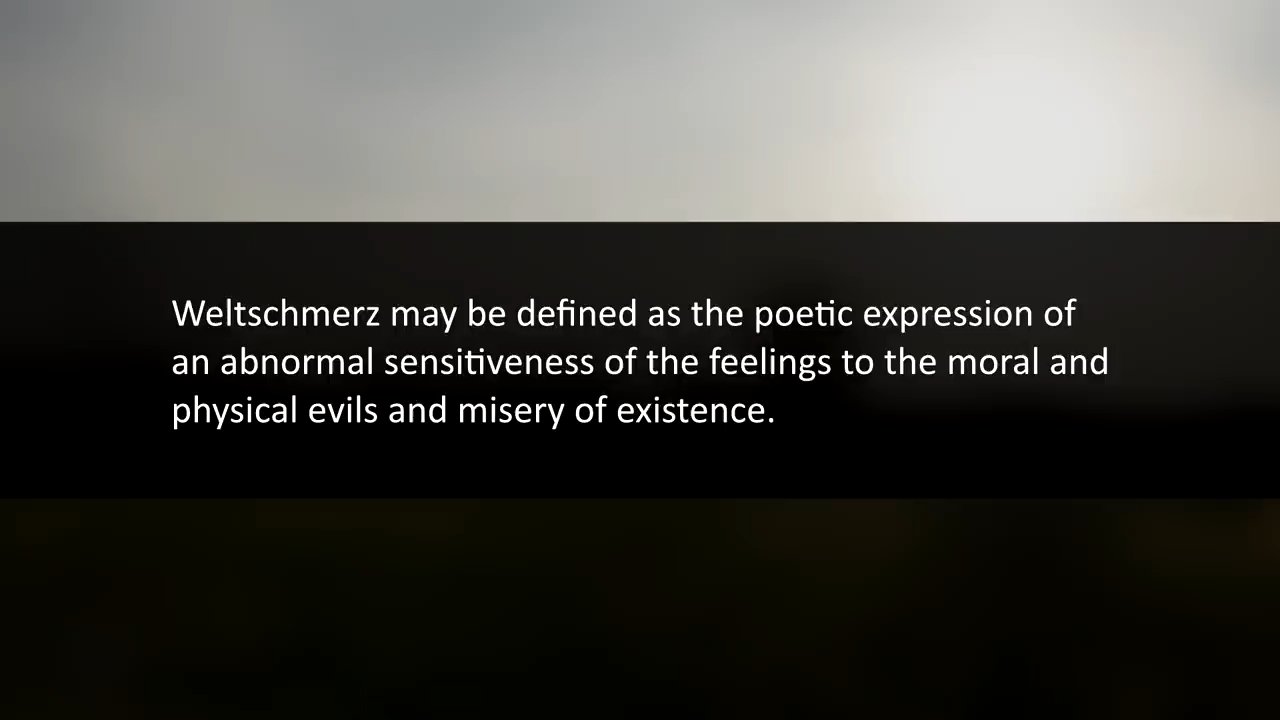 Weltschmerz may be defined as the poetic expression of
an abnormal sensitiveness of the feelings to the moral and
physical evils and misery of existence.